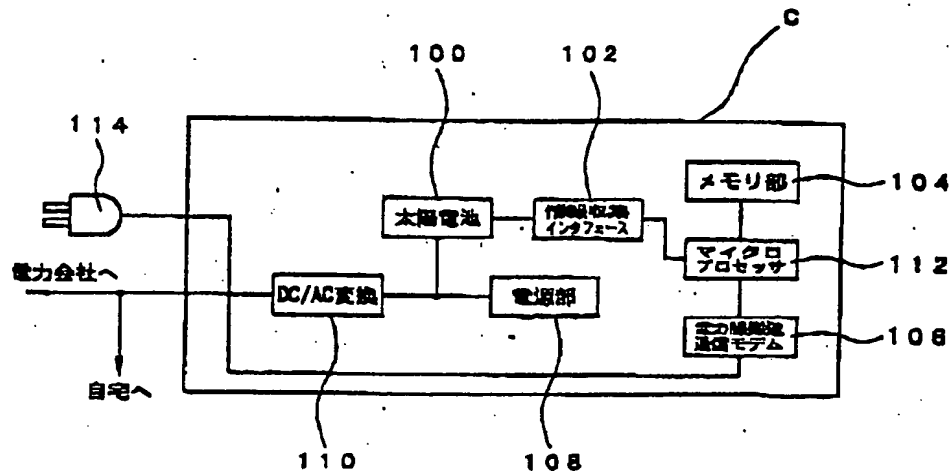 C
100
102
114
メモリ部
104
太陽電池
情報収集
インタフェース
マイクロ
プロセッサ
112
電力会社へ
DC/AC変換
電源部
電力線搬送
通信モデム
106
自宅へ
110
108